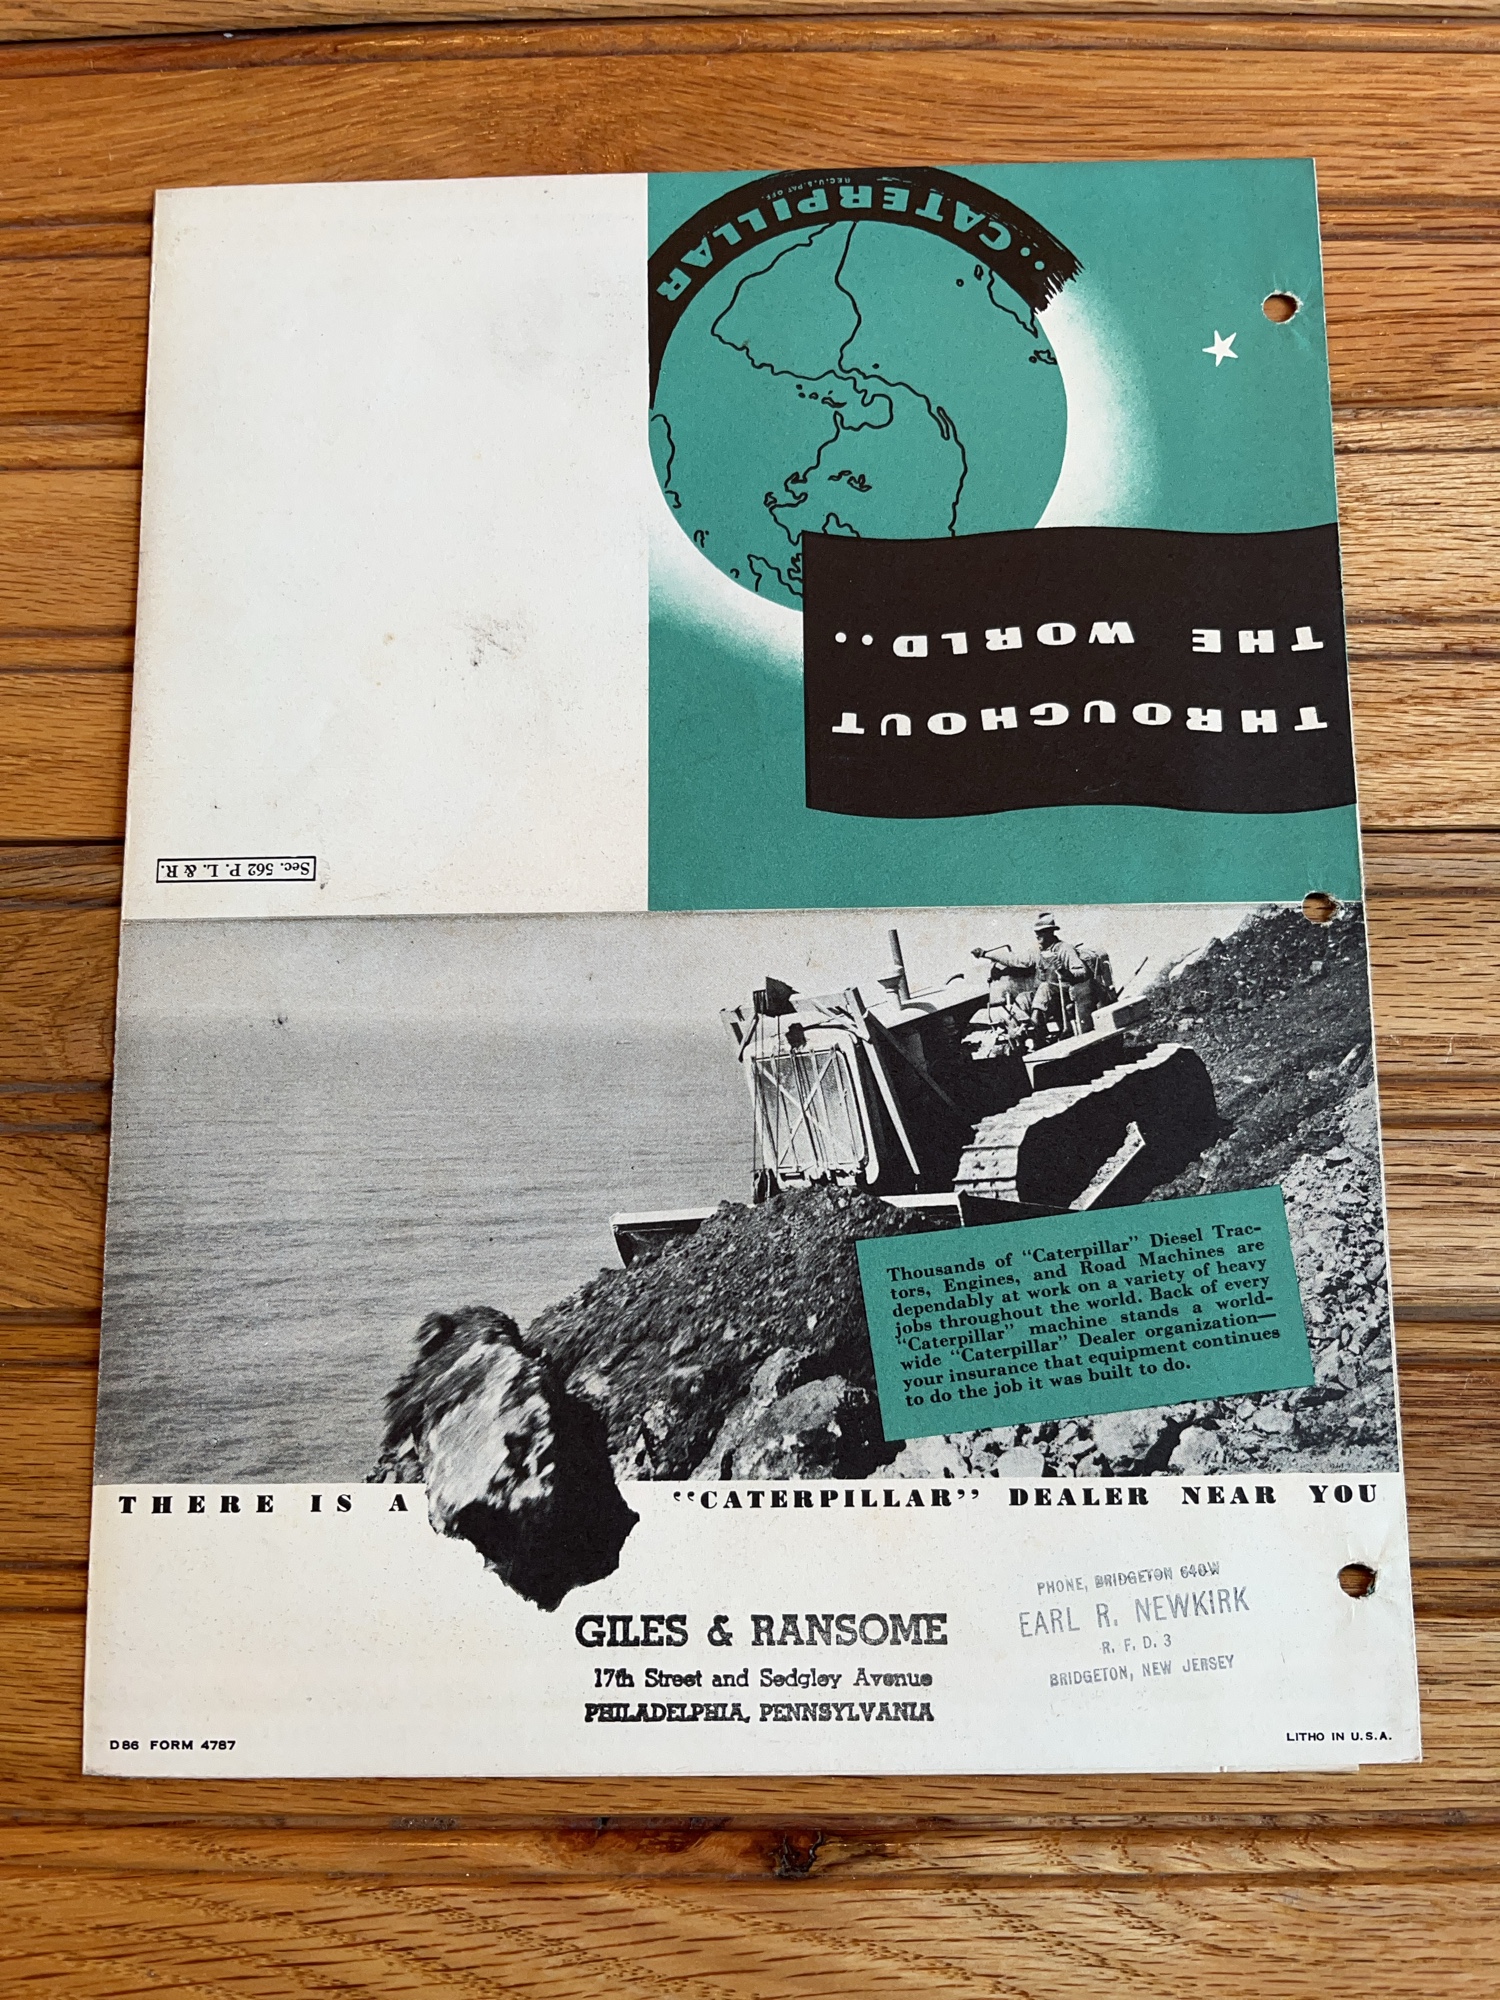 "CATERPILLAR
REG. U.S. PAT. OFF.
THROUGHOUT
THE WORLD..
Sec. 562 P. L. & R.
Thousands of “Caterpillar” Diesel Trac-
tors, Engines, and Road Machines are
dependably at work on a variety of heavy
jobs throughout the world. Back of every
“Caterpillar” machine stands a world-
wide “Caterpillar” Dealer organization—
your insurance that equipment continues
to do the job it was built to do.
THERE IS A “CATERPILLAR” DEALER NEAR YOU
PHONE, BRIDGETON 640W
EARL R. NEWKIRK
R. F. D. 3
BRIDGETON, NEW JERSEY
GILES & RANSOME
17th Street and Sedgley Avenue
PHILADELPHIA, PENNSYLVANIA
D86 FORM 4787
LITHO IN U.S.A.